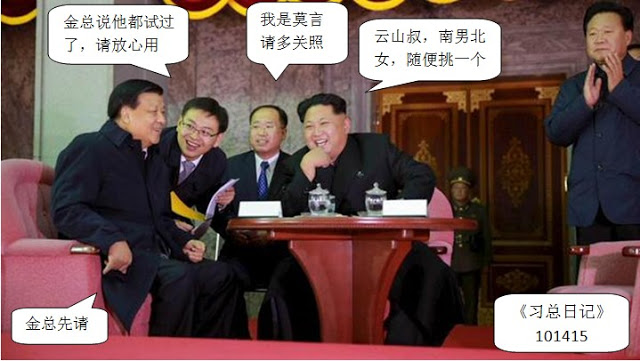 金总说他都试过
了，请放心用
我是莫言
请多关照
云山叔，南男北
女，随便挑一个
金总先请
《习总日记》
101415